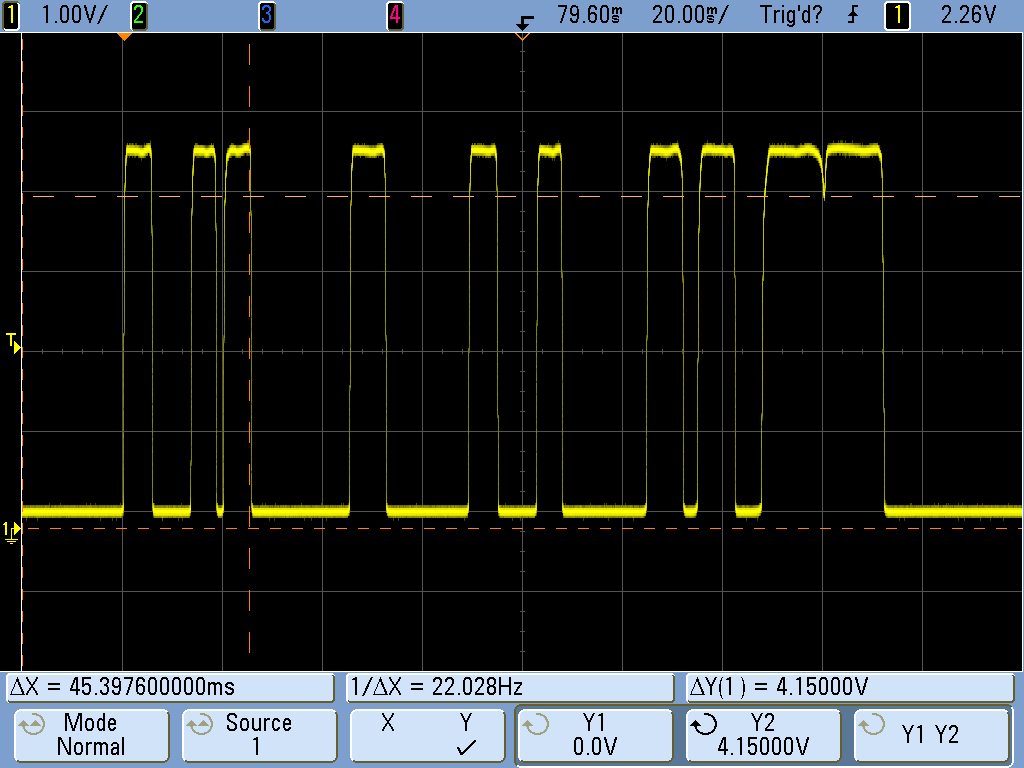 1 1.00V/ 2 3 4 79.60ms 20.00ms/ Trig'd? 1 2.26V
T
1
ΔX = 45.397600000ms 1/ΔX = 22.028Hz ΔY(1) = 4.15000V
Mode Source X Y Y1 Y2 Y1 Y2
Normal 1 ✓ 0.0V 4.15000V